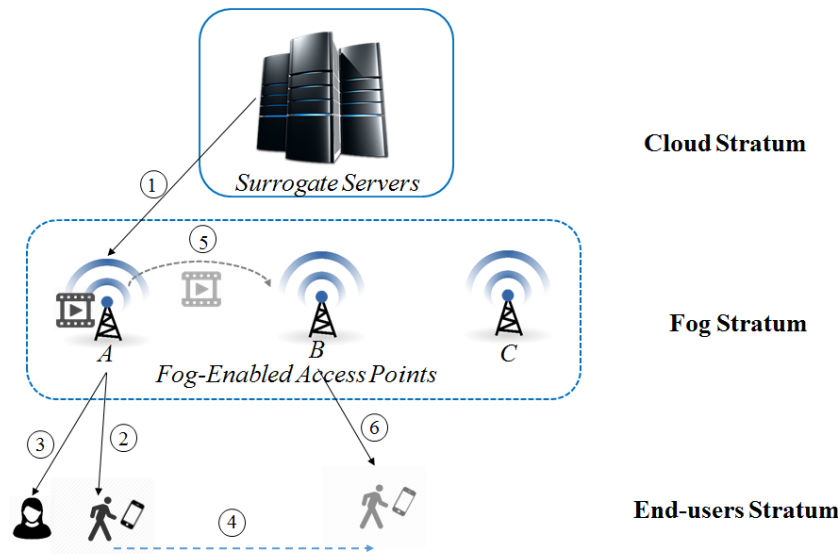 Surrogate Servers
Cloud Stratum
1
5
A
B
C
Fog-Enabled Access Points
Fog Stratum
3
2
6
4
End-users Stratum